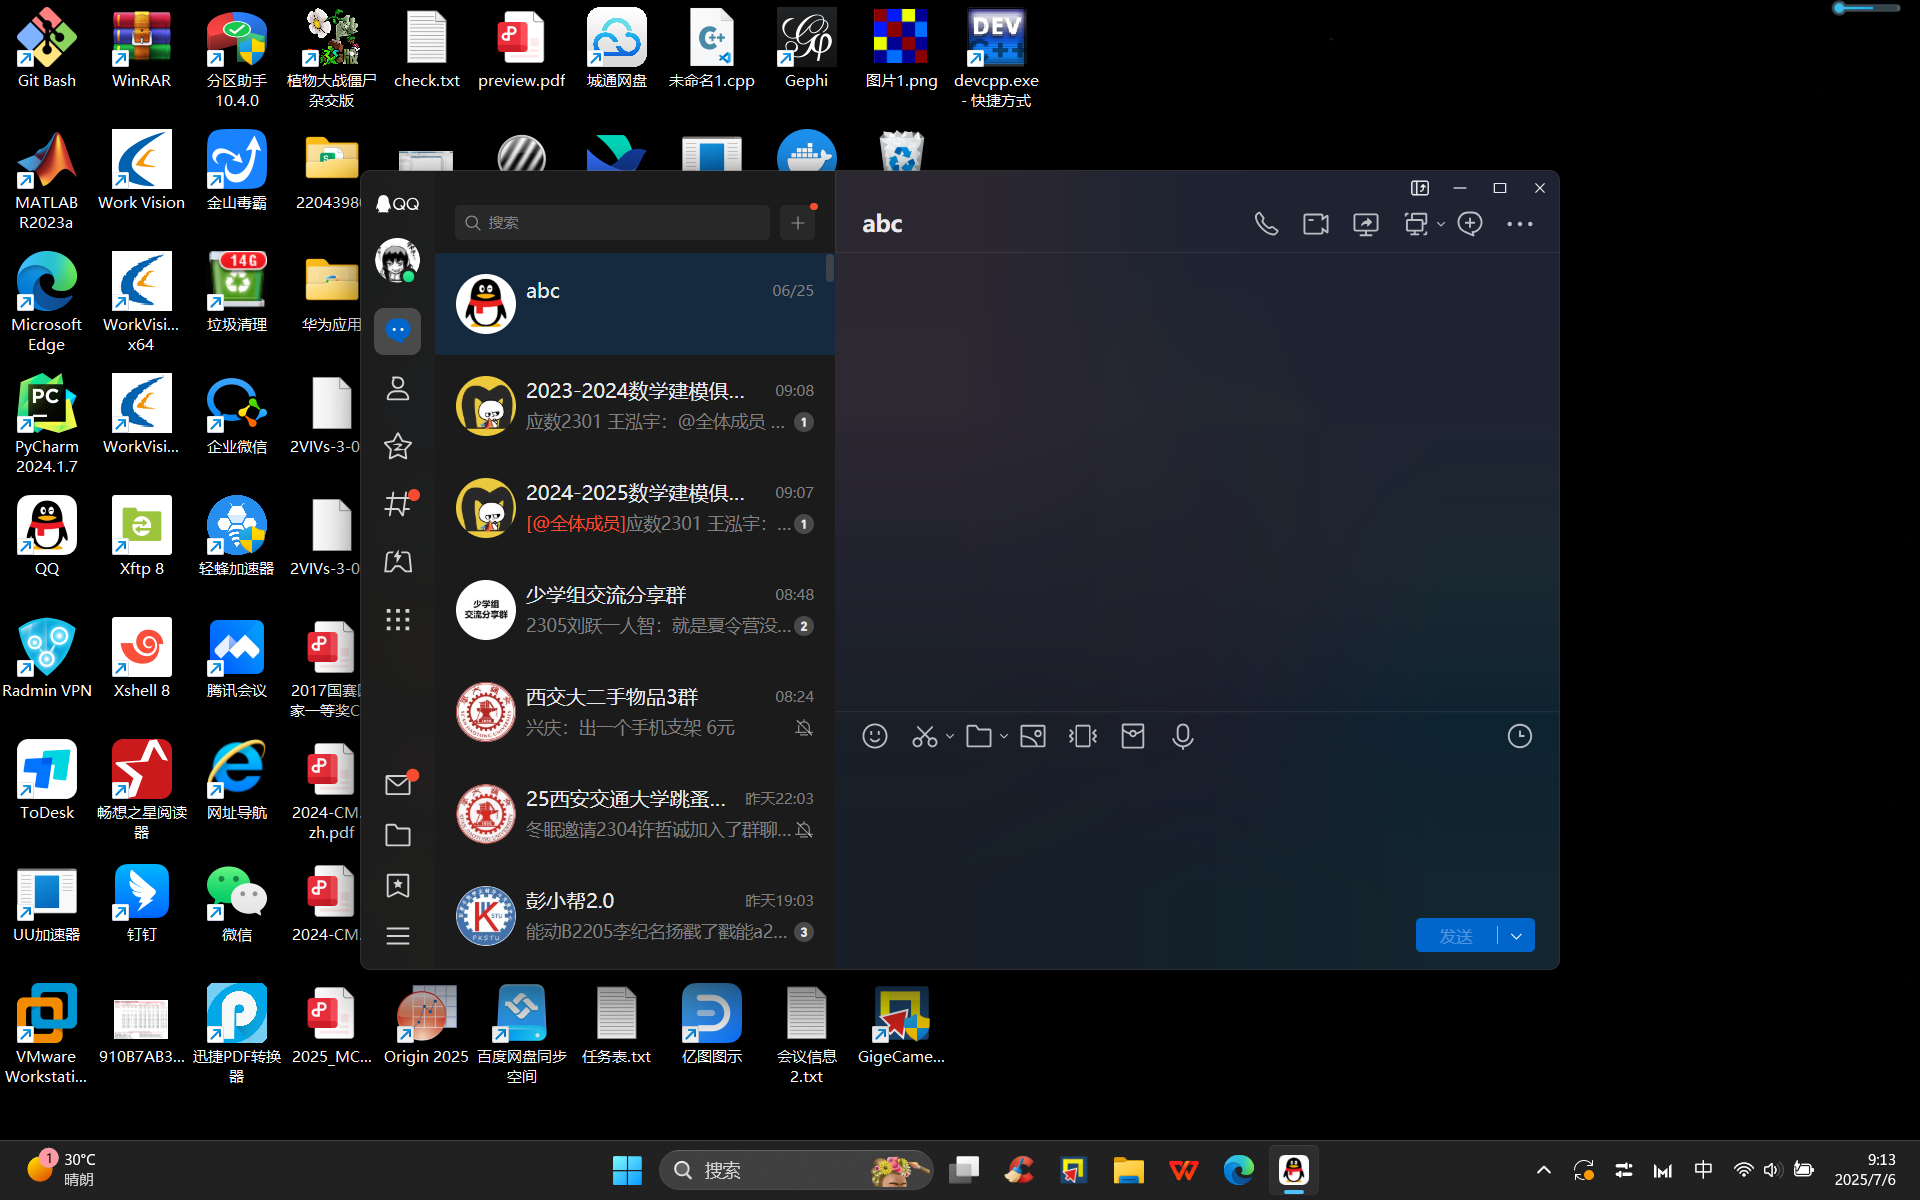 Git Bash
WinRAR
分区助手
10.4.0
植物大战僵尸
杂交版
check.txt
preview.pdf
城通网盘
未命名1.cpp
Gephi
图片1.png
DEV
devcpp.exe
- 快捷方式
MATLAB
R2023a
Work Vision
金山毒霸
2204398
Microsoft
Edge
WorkVisi...
x64
14G
垃圾清理
华为应用
PC
PyCharm
2024.1.7
WorkVisi...
企业微信
2VIVs-3-0
QQ
Xftp 8
轻蜂加速器
2VIVs-3-0
Radmin VPN
Xshell 8
腾讯会议
2017国赛
家一等奖C
ToDesk
畅想之星阅读
器
网址导航
2024-CM
zh.pdf
UU加速器
钉钉
微信
2024-CM
VMware
Workstati...
910B7AB3...
迅捷PDF转换
器
2025_MC...
Origin 2025
百度网盘同步
空间
任务表.txt
亿图图示
会议信息
2.txt
GigeCame...
QQ
搜索
abc
06/25
2023-2024数学建模俱...
09:08
应数2301 王泓宇：@全体成员 ...
1
2024-2025数学建模俱...
09:07
[@全体成员]应数2301 王泓宇： ...
1
少学组
交流分享群
少学组交流分享群
08:48
2305刘跃一人智：就是夏令营没...
2
西交大二手物品3群
08:24
兴庆：出一个手机支架 6元
25西安交通大学跳蚤...
昨天22:03
冬眠邀请2304许哲诚加入了群聊...
K
STU
PKSTU
彭小帮2.0
昨天19:03
能动B2205李纪名扬戳了戳能a2...
3
abc
发送
1
30°C
晴朗
搜索
中
9:13
2025/7/6